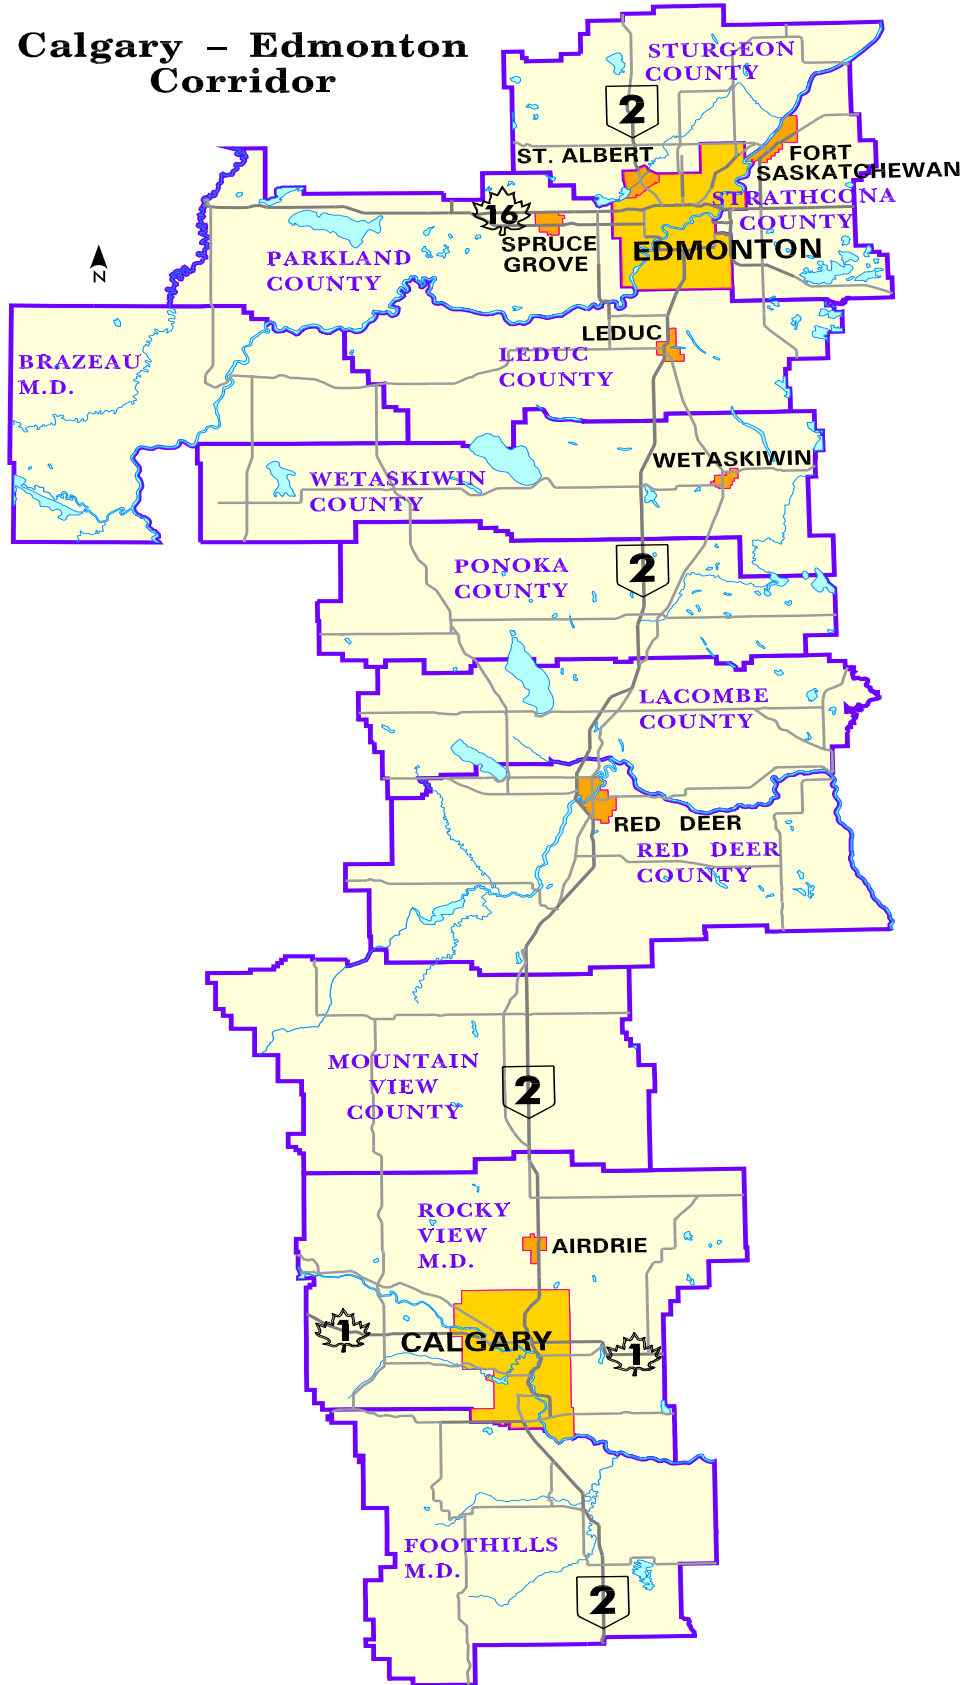 Calgary – Edmonton
Corridor
STURGEON
COUNTY
2
ST. ALBERT
FORT
SASKATCHEWAN
STRATHCONA
COUNTY
16
SPRUCE
GROVE
EDMONTON
PARKLAND
COUNTY
N
LEDUC
LEDUC
COUNTY
BRAZEAU
M.D.
WETASKIWIN
WETASKIWIN
COUNTY
PONOKA
COUNTY
2
LACOMBE
COUNTY
RED DEER
RED DEER
COUNTY
MOUNTAIN
VIEW
COUNTY
2
ROCKY
VIEW
M.D.
AIRDRIE
1
CALGARY
1
FOOTHILLS
M.D.
2